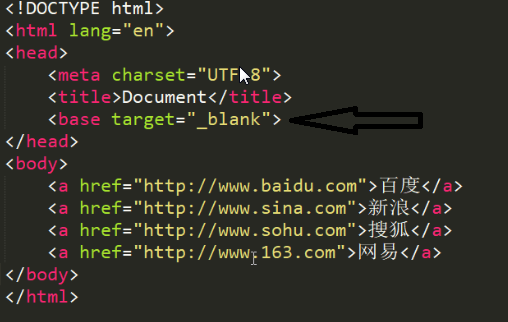 <!DOCTYPE html>
<html lang="en">
<head>
<meta charset="UTF-8">
<title>Document</title>
<base target="_blank">
</head>
<body>
<a href="http://www.baidu.com">百度</a>
<a href="http://www.sina.com">新浪</a>
<a href="http://www.sohu.com">搜狐</a>
<a href="http://www.163.com">网易</a>
</body>
</html>